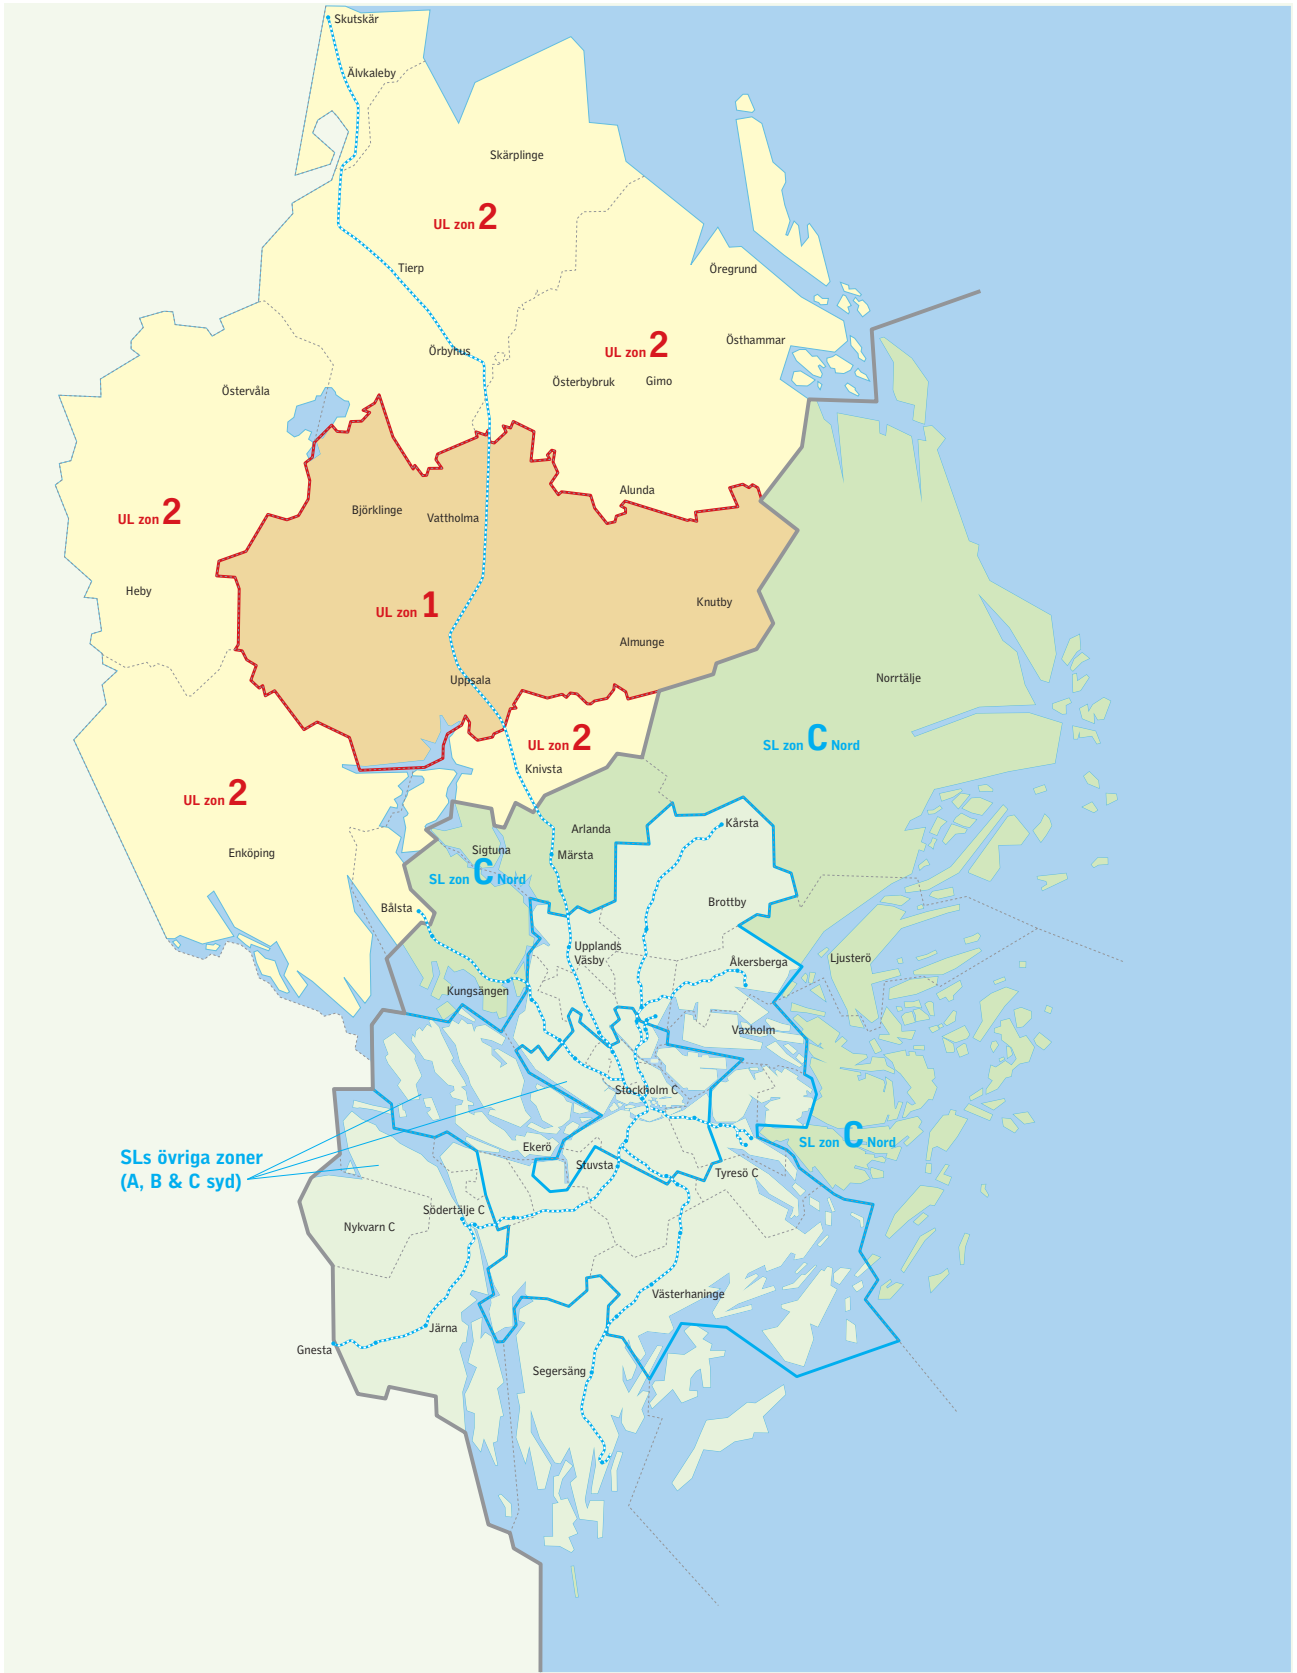 Skutskär
Älvkaleby
Skärplinge
UL zon 2
Tierp
Öregrund
Örbyhus
UL zon 2
Östhammar
Österbybruk
Gimo
Östervåla
Alunda
Björklinge
Vattholma
UL zon 2
Heby
UL zon 1
Knutby
Almunge
Uppsala
Norrtälje
UL zon 2
SL zon C Nord
Knivsta
UL zon 2
Enköping
Kårsta
Arlanda
Sigtuna
Märsta
SL zon C Nord
Bålsta
Brottby
Upplands
Väsby
Åkersberga
Ljusterö
Kungsängen
Vaxholm
Stockholm C
SL zon C Nord
Ekerö
SLs övriga zoner
(A, B & C syd)
Stuvsta
Tyresö C
Södertälje C
Nykvarn C
Västerhaninge
Järna
Gnesta
Segersäng